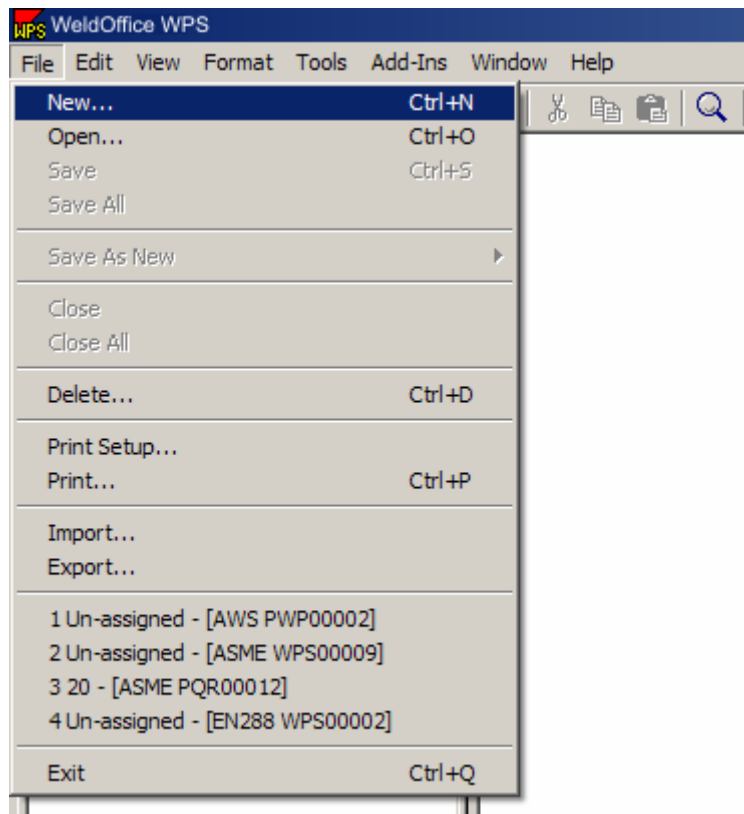 WPS WeldOffice WPS
File Edit View Format Tools Add-Ins Window Help
New... Ctrl+N
Open... Ctrl+O
Save Ctrl+S
Save All
Save As New
Close
Close All
Delete... Ctrl+D
Print Setup...
Print... Ctrl+P
Import...
Export...
1 Un-assigned - [AWS PWP00002]
2 Un-assigned - [ASME WPS00009]
3 20 - [ASME PQR00012]
4 Un-assigned - [EN288 WPS00002]
Exit Ctrl+Q